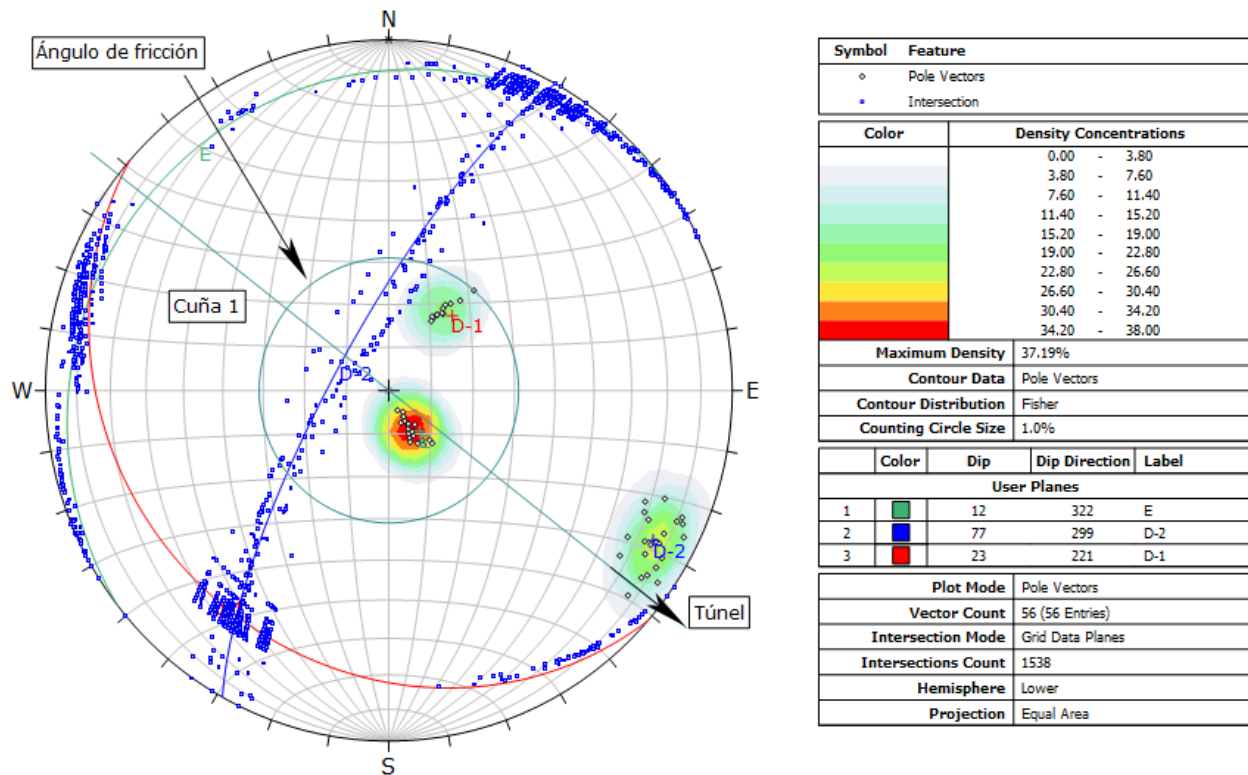 N
Ángulo de fricción
E
Cuña 1
D-1
D-2
W
E
D-2
Túnel
S
Symbol Feature
Pole Vectors
Intersection
Color Density Concentrations
0.00 - 3.80
3.80 - 7.60
7.60 - 11.40
11.40 - 15.20
15.20 - 19.00
19.00 - 22.80
22.80 - 26.60
26.60 - 30.40
30.40 - 34.20
34.20 - 38.00
Maximum Density 37.19%
Contour Data Pole Vectors
Contour Distribution Fisher
Counting Circle Size 1.0%
Color Dip Dip Direction Label
User Planes
1 12 322 E
2 77 299 D-2
3 23 221 D-1
Plot Mode Pole Vectors
Vector Count 56 (56 Entries)
Intersection Mode Grid Data Planes
Intersections Count 1538
Hemisphere Lower
Projection Equal Area